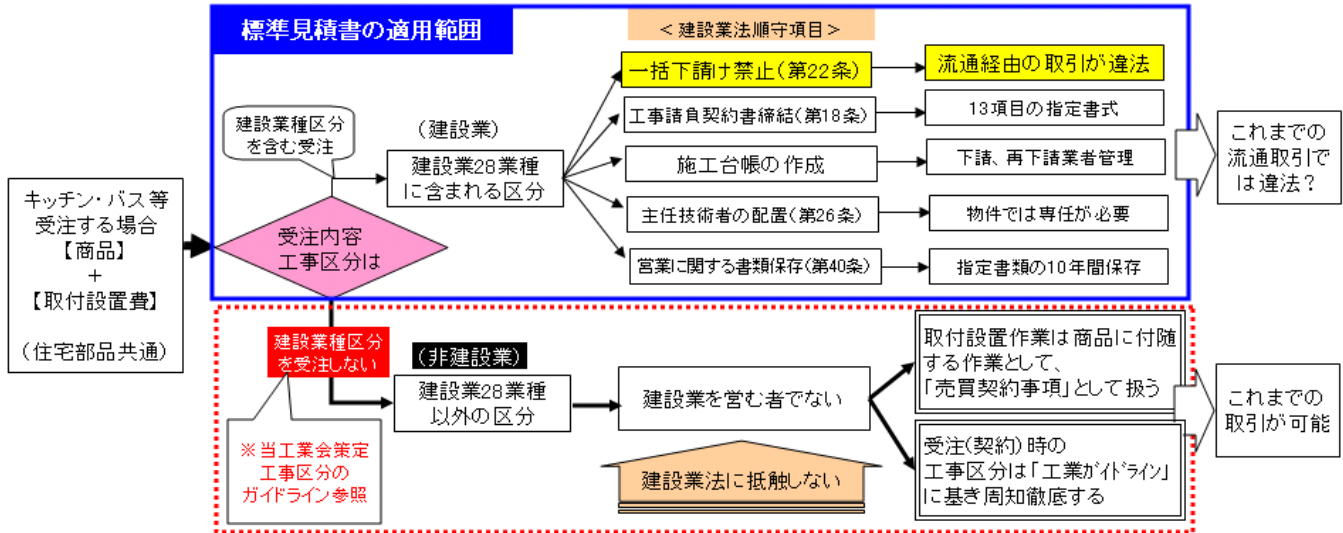 標準見積書の適用範囲
＜建設業法順守項目＞
キッチン・バス等
受注する場合
【商品】
＋
【取付設置費】
(住宅部品共通)
建設業種区分
を含む受注
受注内容
工事区分は
(建設業)
建設業28業種
に含まれる区分
一括下請け禁止(第22条)
流通経由の取引が違法
工事請負契約書締結(第18条)
13項目の指定書式
施工台帳の作成
下請、再下請業者管理
主任技術者の配置(第26条)
物件では専任が必要
営業に関する書類保存(第40条)
指定書類の10年間保存
これまでの
流通取引で
は違法？
建設業種区分
を受注しない
※当工業会策定
工事区分の
ガイドライン参照
(非建設業)
建設業28業種
以外の区分
建設業を営む者でない
建設業法に抵触しない
取付設置作業は商品に付随
する作業として、
「売買契約事項」として扱う
受注(契約)時の
工事区分は「工業ガイドライン」
に基き周知徹底する
これまでの
取引が可能